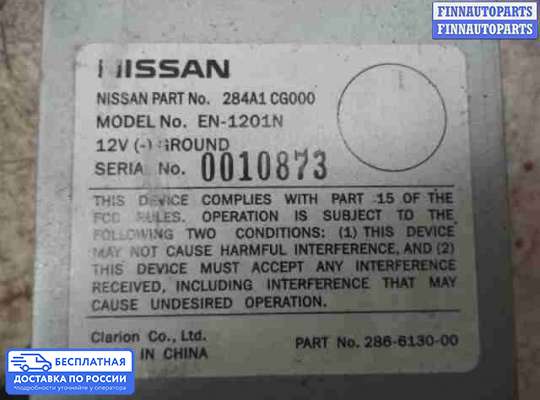 FINNAUTOPARTS
FINNAUTOPARTS
NISSAN
NISSAN PART No. 284A1 CG000
MODEL No. EN-1201N
12V (-) GROUND
SERIAL No. 0010873
THIS DEVICE COMPLIES WITH PART 15 OF THE
FCC RULES. OPERATION IS SUBJECT TO THE
FOLLOWING TWO CONDITIONS: (1) THIS DEVICE
MAY NOT CAUSE HARMFUL INTERFERENCE, AND (2)
THIS DEVICE MUST ACCEPT ANY INTERFERENCE
RECEIVED, INCLUDING INTERFERENCE THAT MAY
CAUSE UNDESIRED OPERATION.
Clarion Co., Ltd. PART No. 286-6130-00
IN CHINA
БЕСПЛАТНАЯ
ДОСТАВКА ПО РОССИИ
*подробности уточняйте у оператора